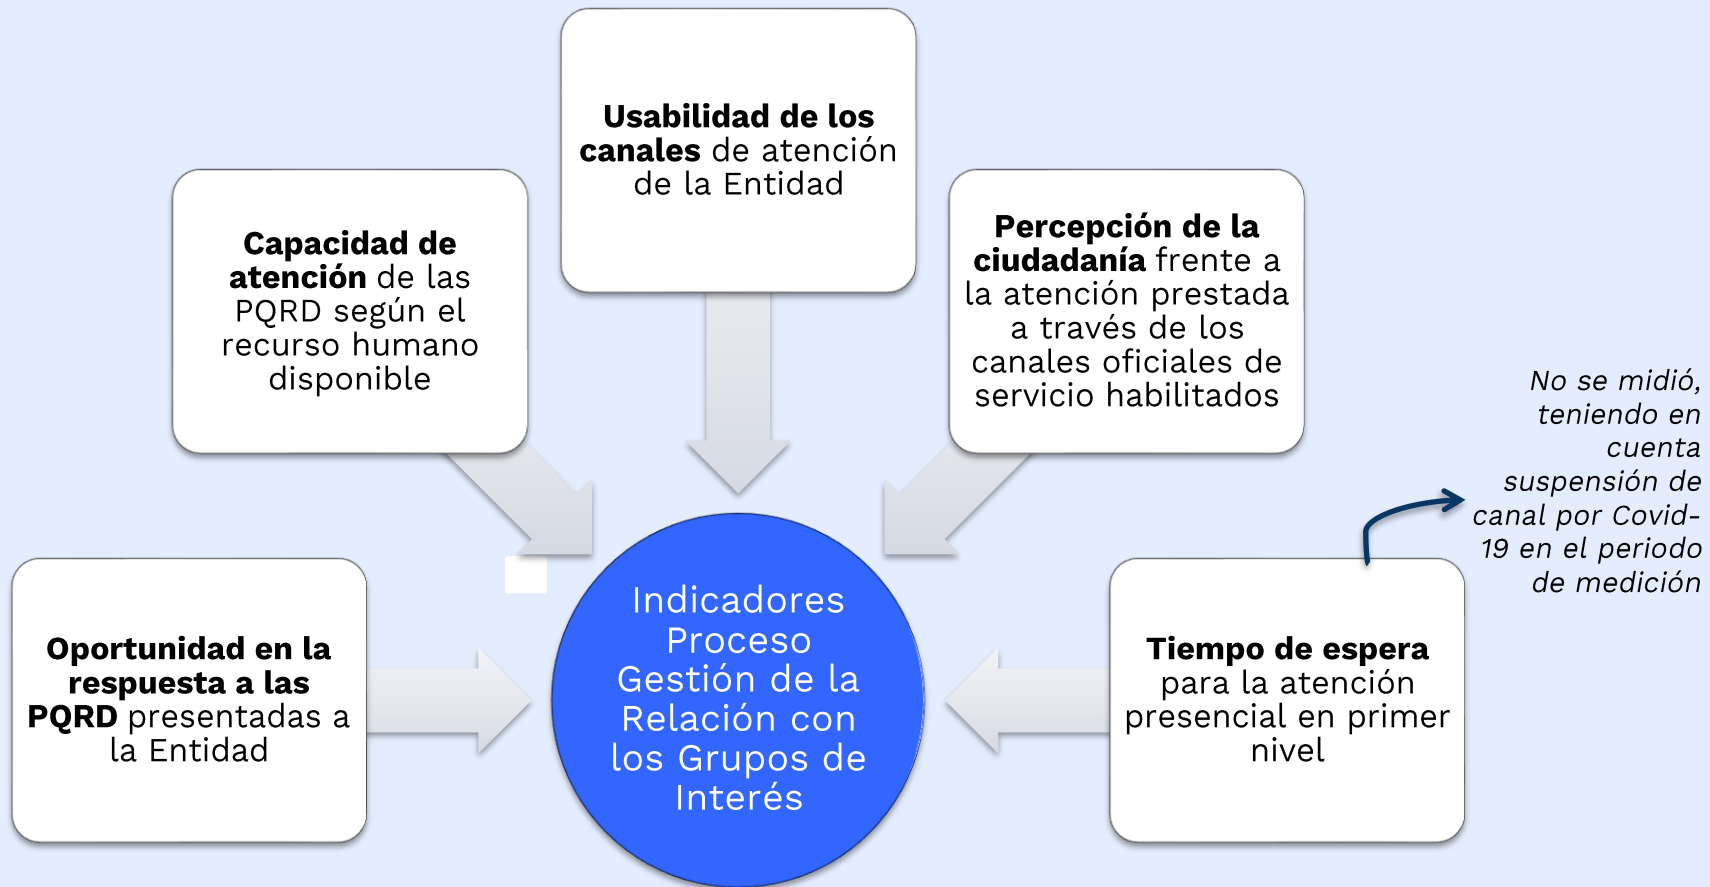 Usabilidad de los
canales de atención
de la Entidad
Capacidad de
atención de las
PQRD según el
recurso humano
disponible
Percepción de la
ciudadanía frente a
la atención prestada
a través de los
canales oficiales de
servicio habilitados
No se midió,
teniendo en
cuenta
suspensión de
canal por Covid-
19 en el periodo
de medición
Oportunidad en la
respuesta a las
PQRD presentadas a
la Entidad
Indicadores
Proceso
Gestión de la
Relación con
los Grupos de
Interés
Tiempo de espera
para la atención
presencial en primer
nivel